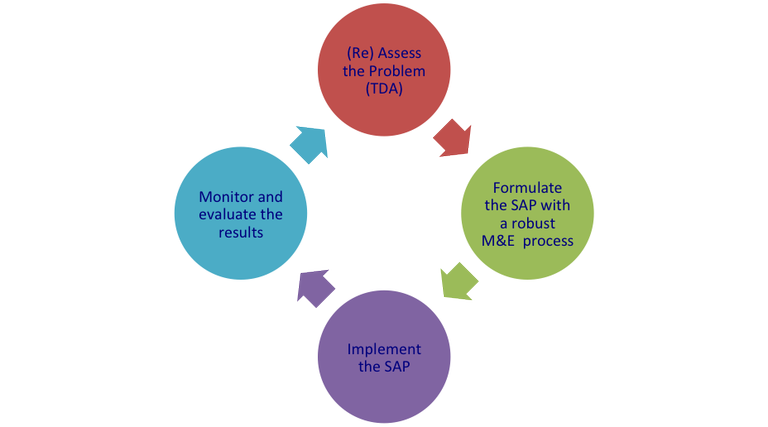 (Re) Assess
the Problem
(TDA)
Formulate
the SAP with
a robust
M&E  process
Implement
the SAP
Monitor and
evaluate the
results